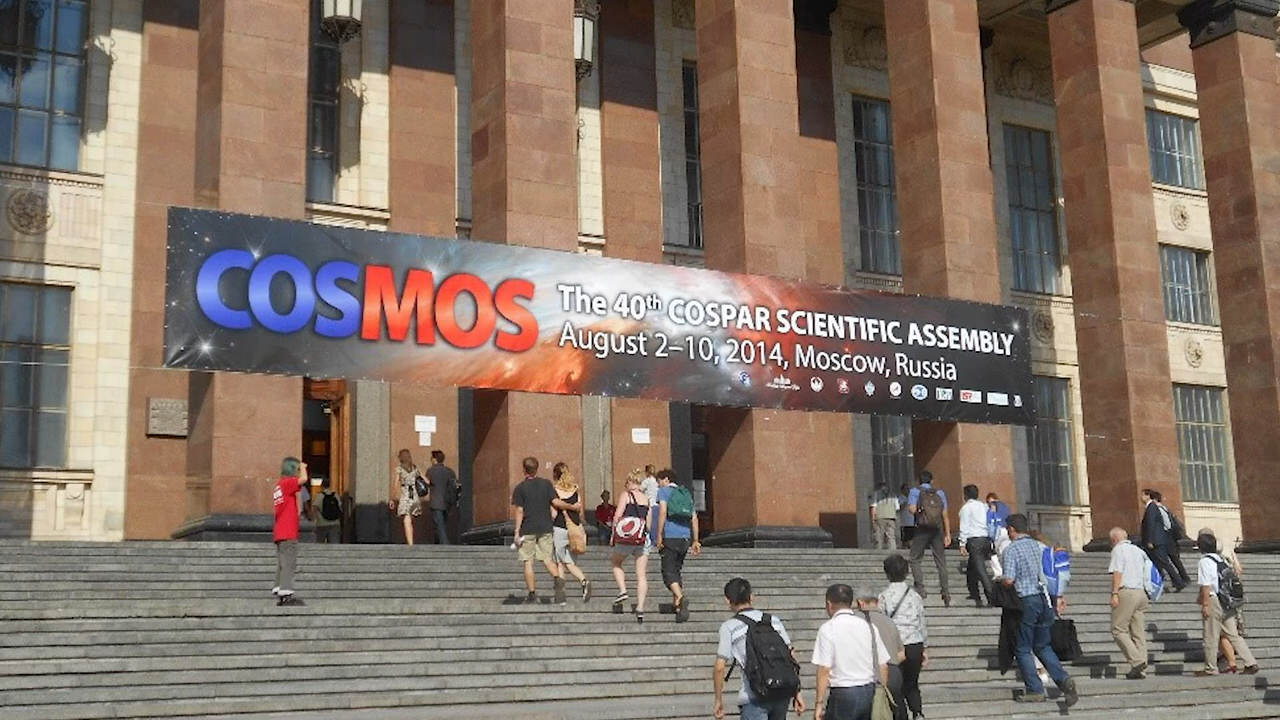 COSMOS
The 40th COSPAR SCIENTIFIC ASSEMBLY
August 2–10, 2014, Moscow, Russia